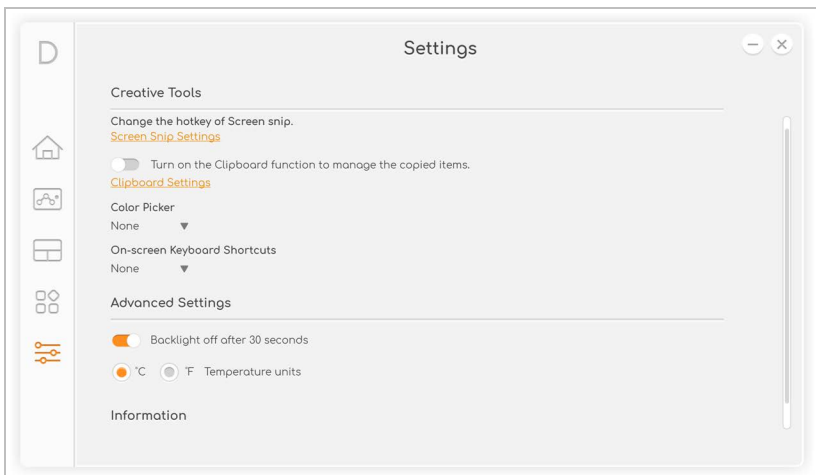 D
Settings
Creative Tools
Change the hotkey of Screen snip.
Screen Snip Settings
Turn on the Clipboard function to manage the copied items.
Clipboard Settings
Color Picker
None
On-screen Keyboard Shortcuts
None
Advanced Settings
Backlight off after 30 seconds
°C °F Temperature units
Information